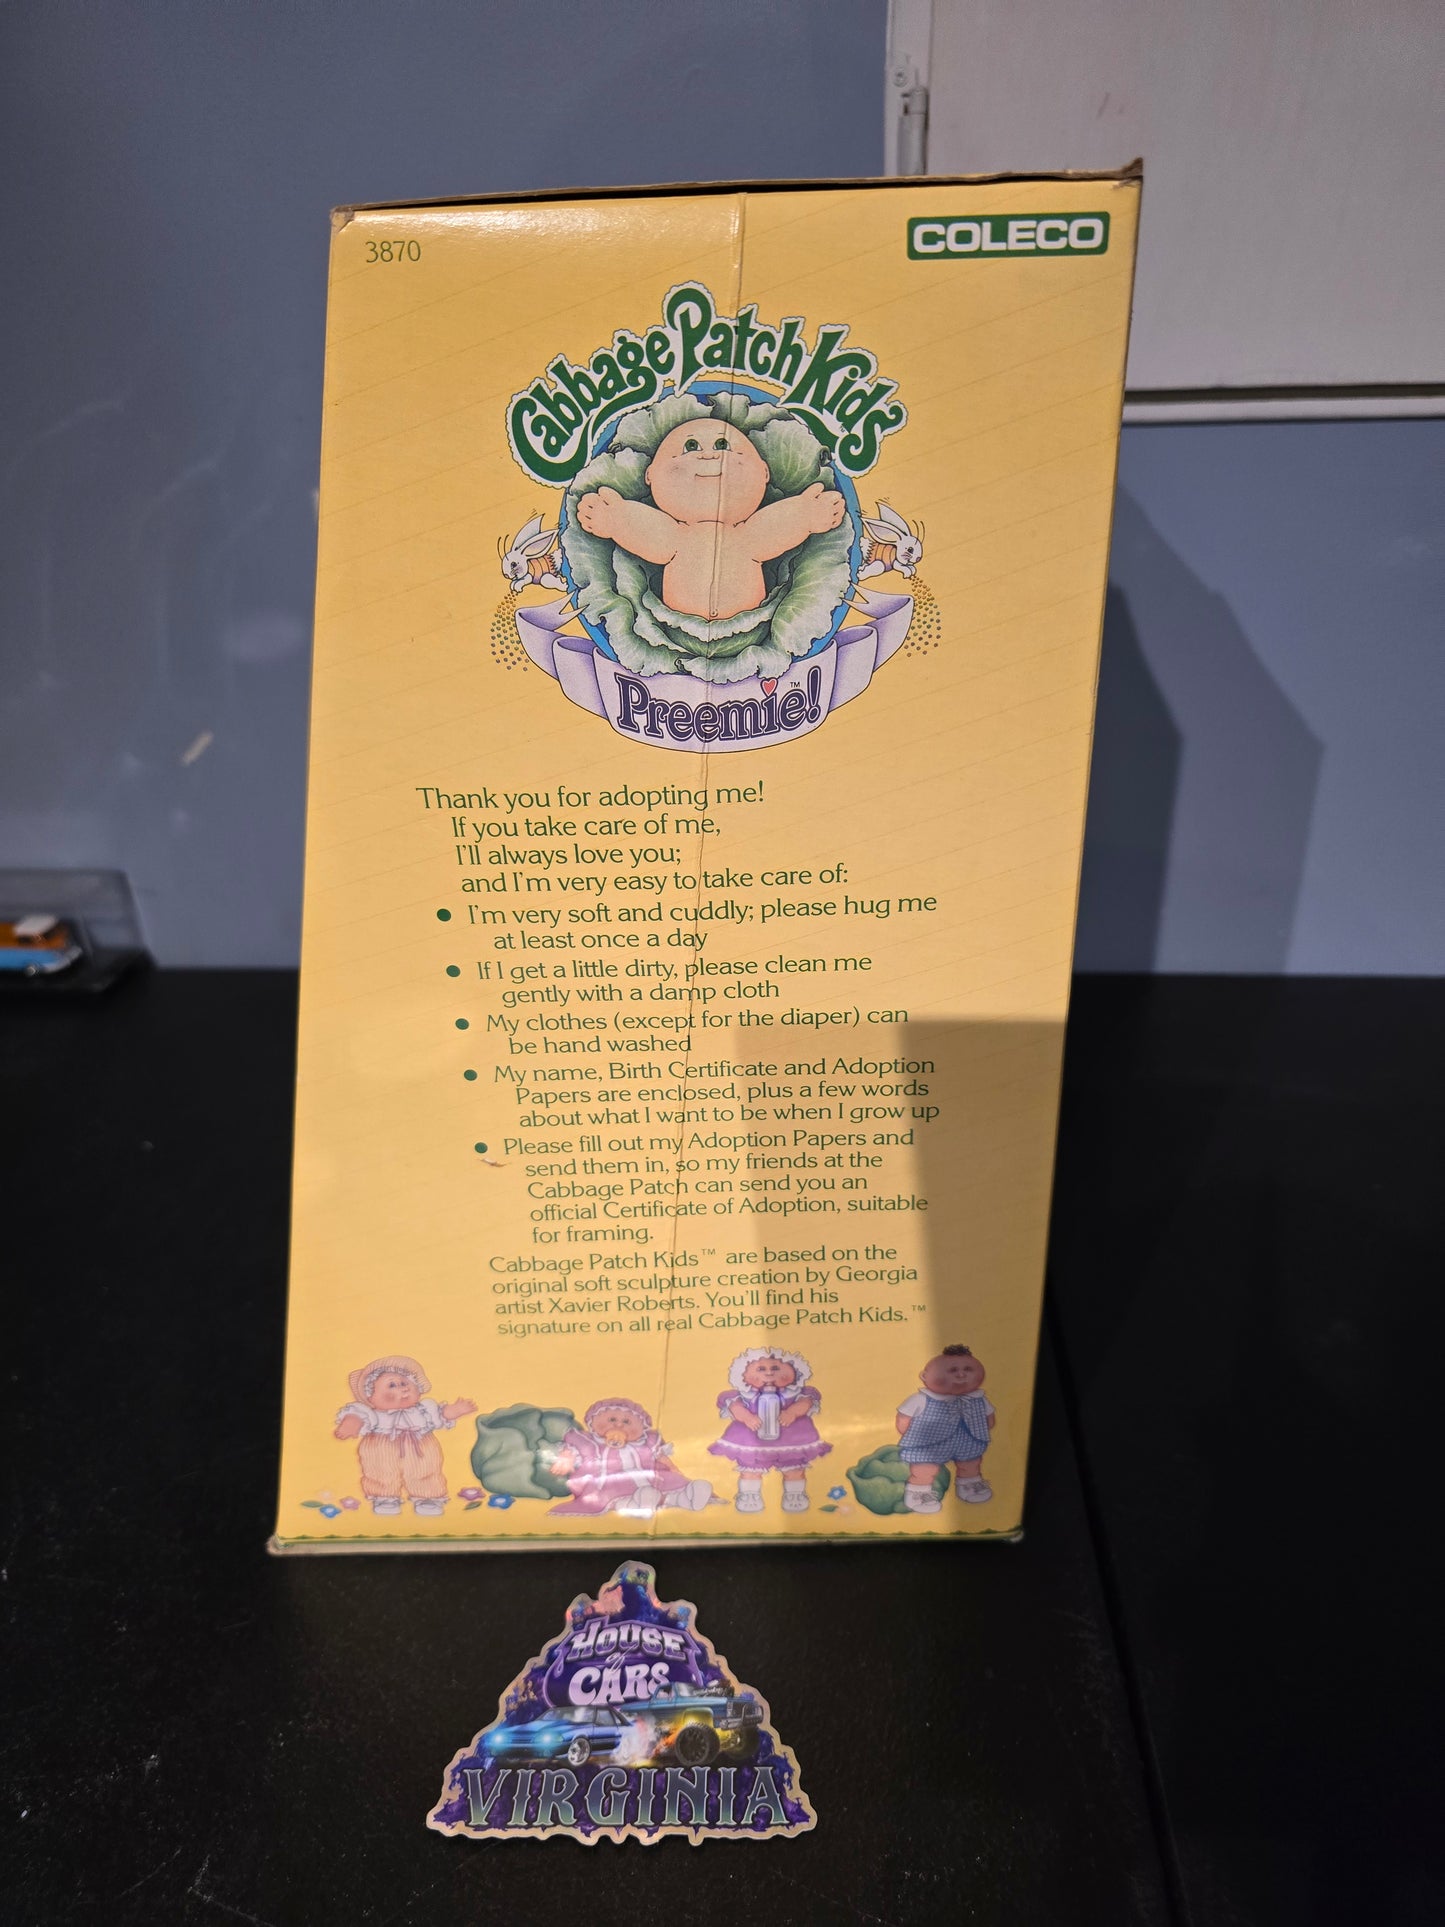 3870
COLECO
Cabbage Patch Kids™
Preemie!™
Thank you for adopting me!
If you take care of me,
I'll always love you;
and I'm very easy to take care of:
● I'm very soft and cuddly; please hug me
at least once a day
● If I get a little dirty, please clean me
gently with a damp cloth
● My clothes (except for the diaper) can
be hand washed
● My name, Birth Certificate and Adoption
Papers are enclosed, plus a few words
about what I want to be when I grow up
● Please fill out my Adoption Papers and
send them in, so my friends at the
Cabbage Patch can send you an
official Certificate of Adoption, suitable
for framing.
Cabbage Patch Kids™ are based on the
original soft sculpture creation by Georgia
artist Xavier Roberts. You'll find his
signature on all real Cabbage Patch Kids.™
HOUSE
of
CARS
VIRGINIA